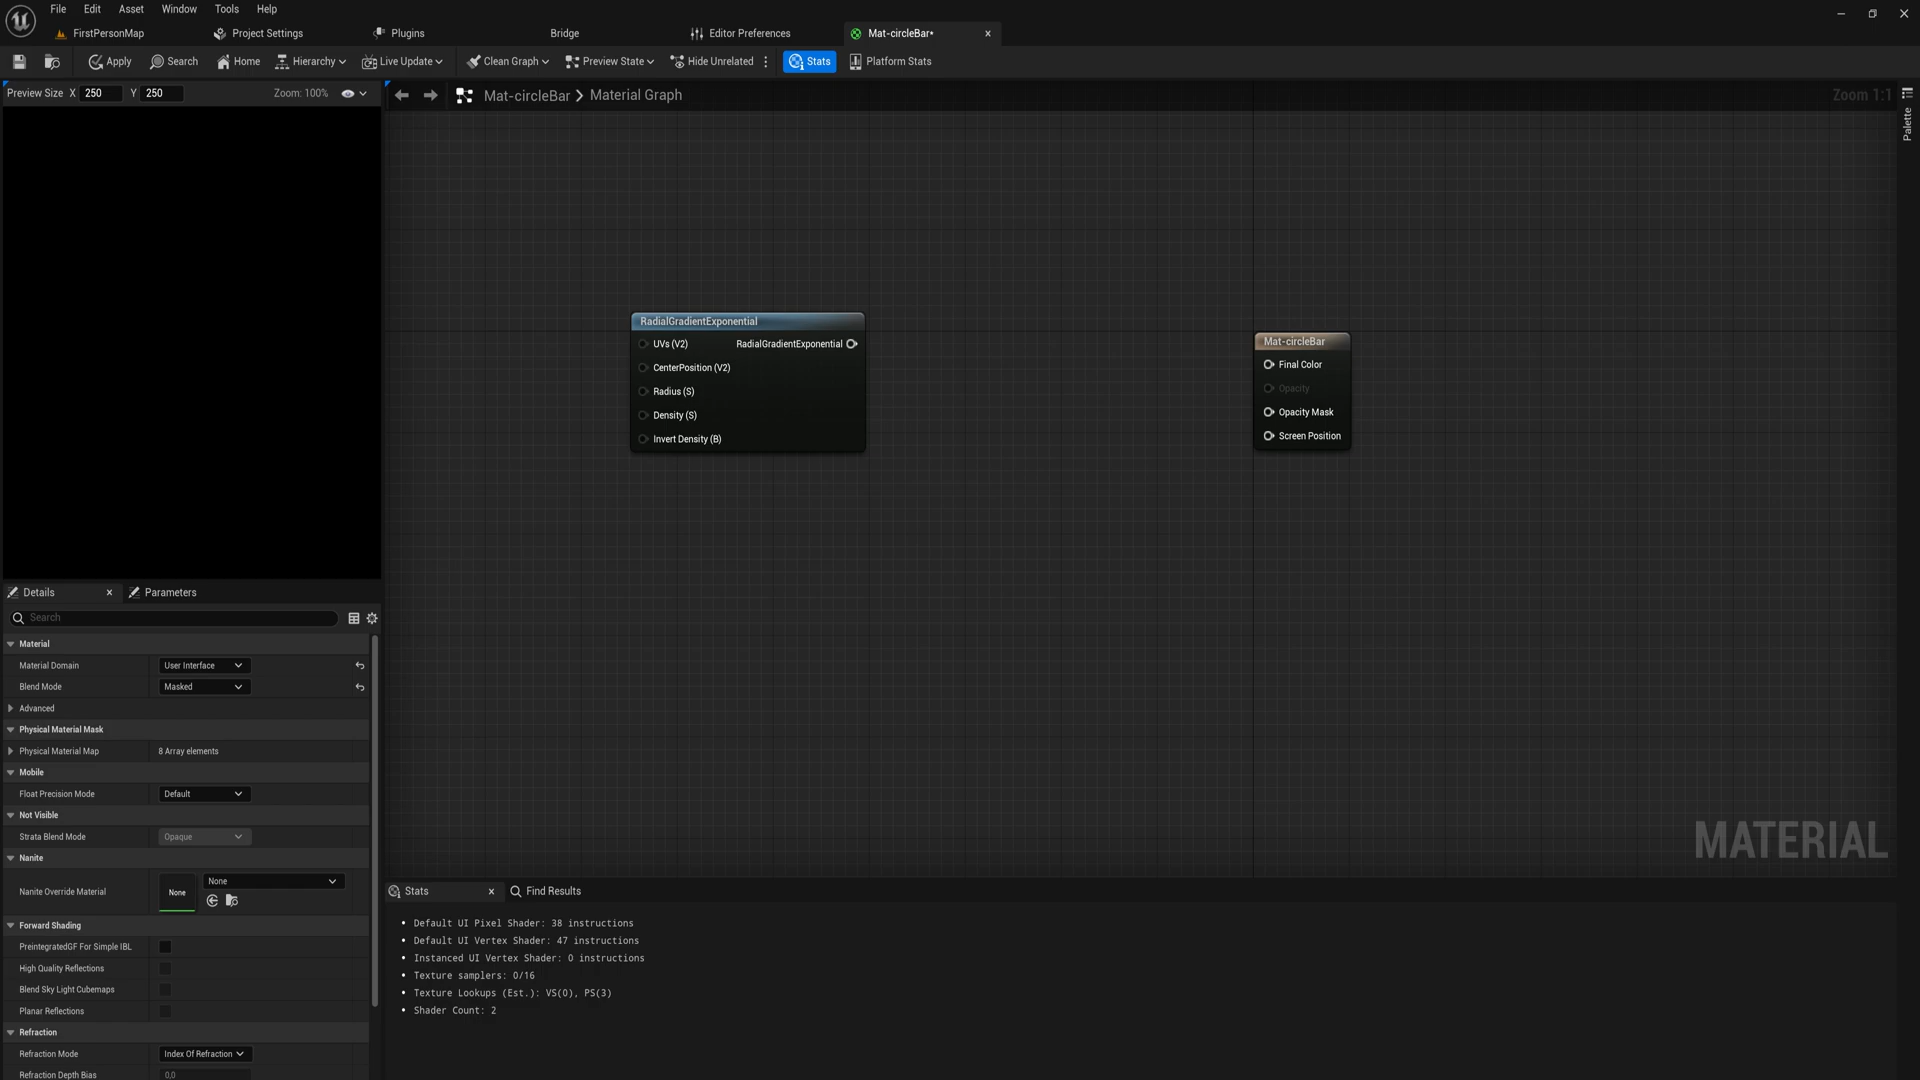 File Edit Asset Window Tools Help
FirstPersonMap Project Settings Plugins Bridge Editor Preferences Mat-circleBar*
Apply Search Home Hierarchy Live Update Clean Graph Preview State Hide Unrelated Stats Platform Stats
Preview Size X 250 Y 250 Zoom: 100%
Mat-circleBar > Material Graph Zoom 1:1
Palette
RadialGradientExponential
UVs (V2) RadialGradientExponential
CenterPosition (V2)
Radius (S)
Density (S)
Invert Density (B)
Mat-circleBar
Final Color
Opacity
Opacity Mask
Screen Position
MATERIAL
Details Parameters
Search
Material
Material Domain User Interface
Blend Mode Masked
Advanced
Physical Material Mask
Physical Material Map 8 Array elements
Mobile
Float Precision Mode Default
Not Visible
Strata Blend Mode Opaque
Nanite
Nanite Override Material None None
Forward Shading
PreintegratedGF For Simple IBL
High Quality Reflections
Blend Sky Light Cubemaps
Planar Reflections
Refraction
Refraction Mode Index Of Refraction
Refraction Depth Bias 0,0
Stats Find Results
Default UI Pixel Shader: 38 instructions
Default UI Vertex Shader: 47 instructions
Instanced UI Vertex Shader: 0 instructions
Texture samplers: 0/16
Texture Lookups (Est.): VS(0), PS(3)
Shader Count: 2